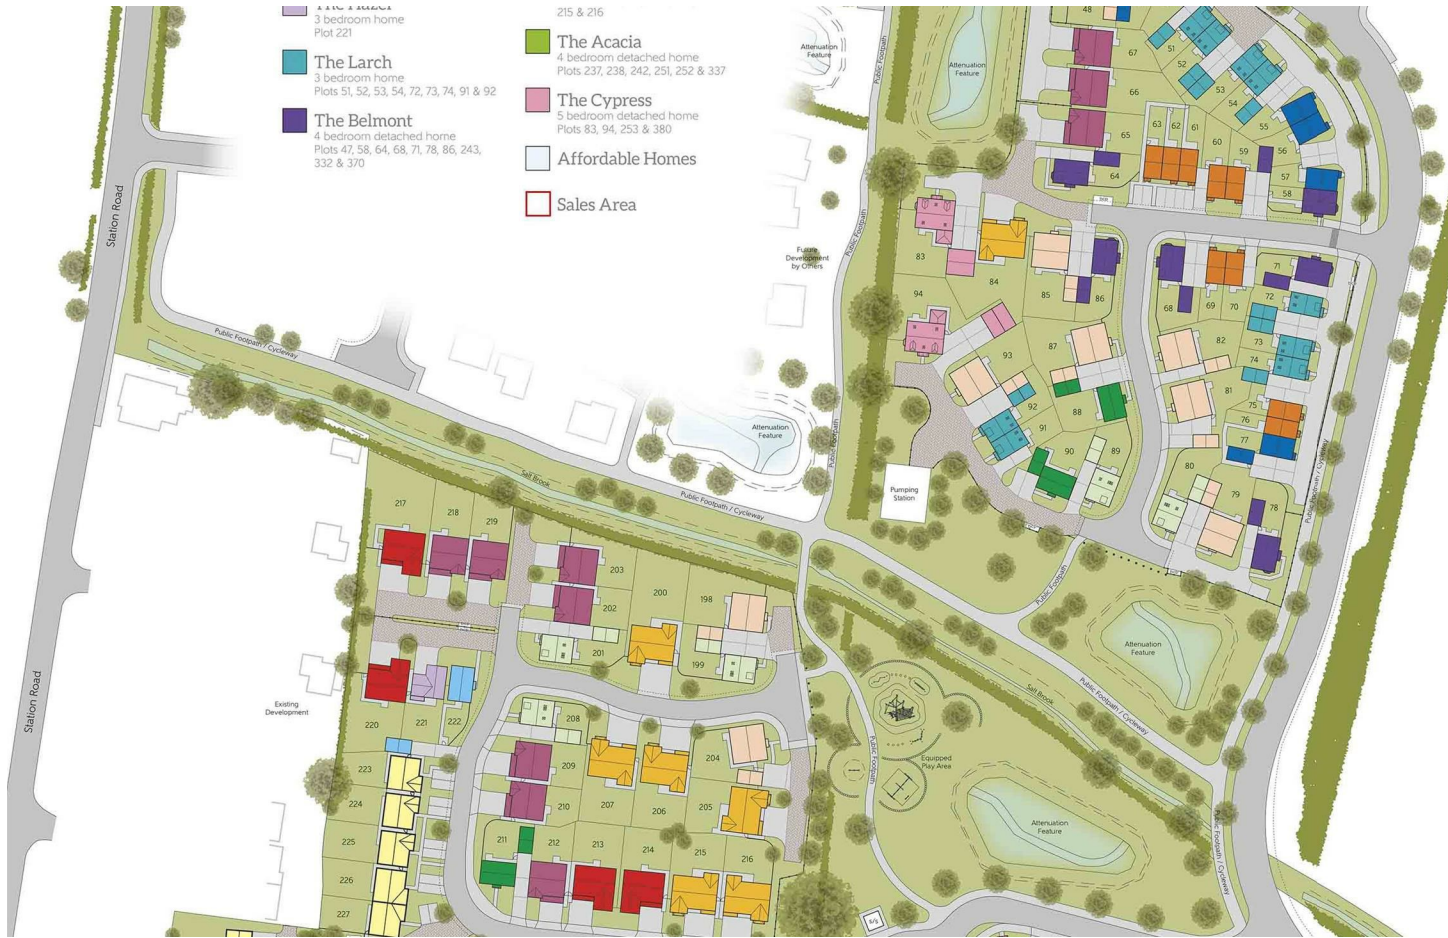 The Hazel
3 bedroom home
Plot 221
The Larch
3 bedroom home
Plots 51, 52, 53, 54, 72, 73, 74, 91 & 92
The Belmont
4 bedroom detached home
Plots 47, 58, 64, 68, 71, 78, 86, 243,
332 & 370
215 & 216
The Acacia
4 bedroom detached home
Plots 237, 238, 242, 251, 252 & 337
The Cypress
5 bedroom detached home
Plots 83, 94, 253 & 380
Affordable Homes
Sales Area
Attenuation
Feature
Public Footpath
Attenuation
Feature
48
67
51
52
53
54
55
66
65
64
63
62
61
60
59
56
57
58
Station Road
Public Footpath
Future
Development
by Others
83
84
85
86
94
68
69
70
71
72
73
74
75
76
77
82
81
80
79
78
93
87
92
88
91
90
89
Public Footpath / Cycleway
Attenuation
Feature
Public Footpath
Pumping
Station
Public Footpath / Cycleway
Salt Brook
Public Footpath / Cycleway
217
218
219
203
202
200
198
201
199
Public Footpath
Attenuation
Feature
Salt Brook
Public Footpath / Cycleway
Station Road
Existing
Development
220
221
222
208
223
209
204
224
210
207
206
205
225
211
212
213
214
215
216
226
227
Public Footpath
Equipped
Play Area
Attenuation
Feature
Public Footpath / Cycleway
S/S